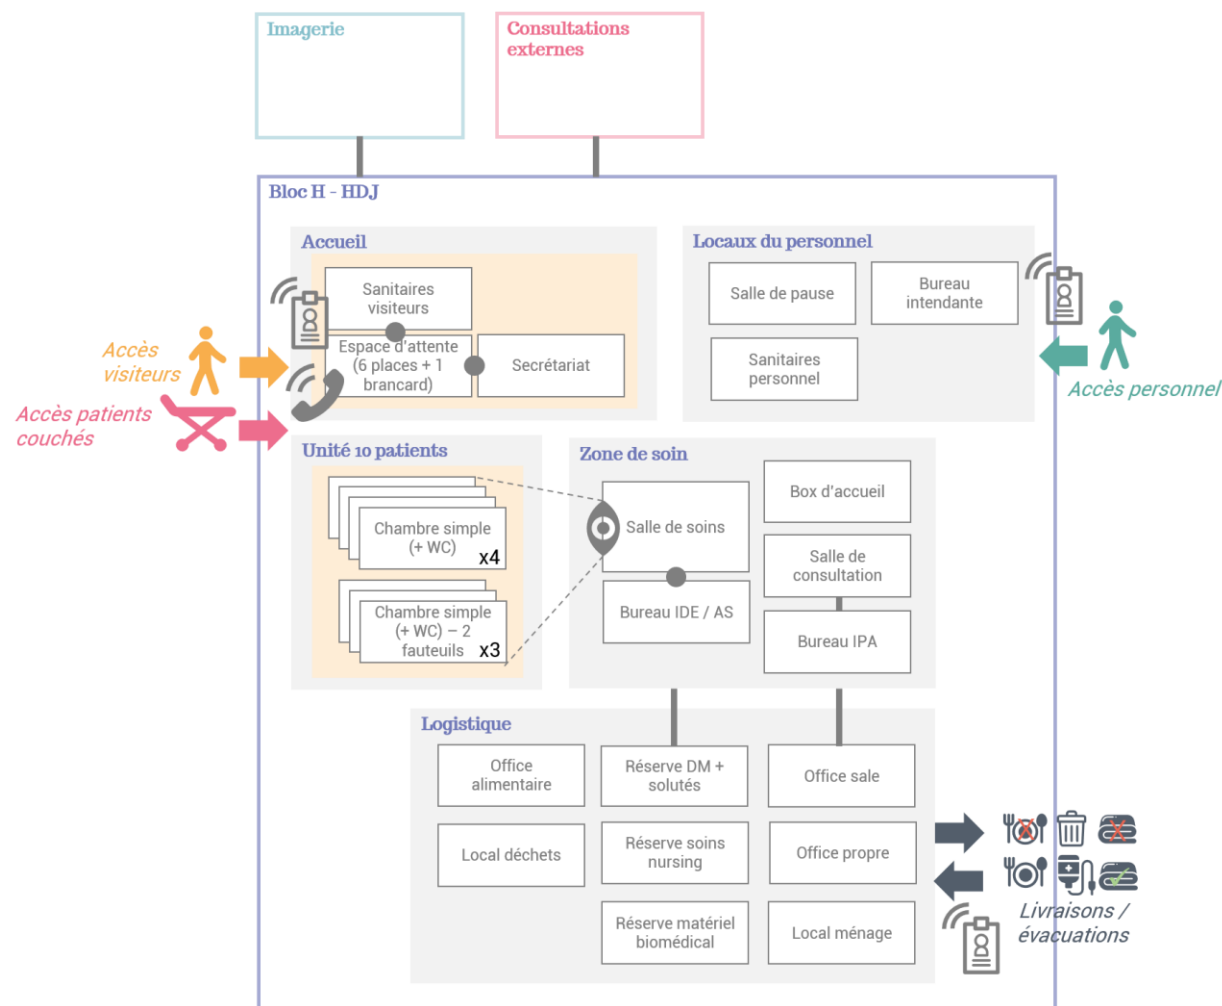 Imagerie
Consultations
externes
Bloc H - HDJ
Accueil
Sanitaires
visiteurs
Espace d'attente
(6 places + 1
brancard)
Secrétariat
Locaux du personnel
Salle de pause
Bureau
intendante
Sanitaires
personnel
Accès
visiteurs
Accès patients
couchés
Accès personnel
Unité 10 patients
Chambre simple
(+ WC)
x4
Chambre simple
(+ WC) – 2
fauteuils
x3
Zone de soin
Salle de soins
Bureau IDE / AS
Box d'accueil
Salle de
consultation
Bureau IPA
Logistique
Office
alimentaire
Réserve DM +
solutés
Office sale
Local déchets
Réserve soins
nursing
Office propre
Réserve matériel
biomédical
Local ménage
Livraisons /
évacuations